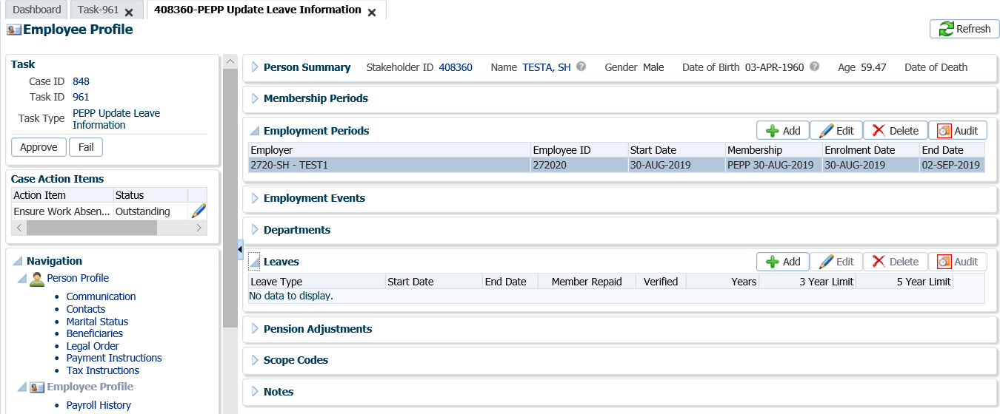 Dashboard Task-961 408360-PEPP Update Leave Information
Employee Profile
Refresh
Task
Case ID 848
Task ID 961
Task Type PEPP Update Leave
Information
Approve Fail
Case Action Items
Action Item Status
Ensure Work Absen... Outstanding
Navigation
Person Profile
• Communication
• Contacts
• Marital Status
• Beneficiaries
• Legal Order
• Payment Instructions
• Tax Instructions
Employee Profile
• Payroll History
Person Summary Stakeholder ID 408360 Name TESTA, SH Gender Male Date of Birth 03-APR-1960 Age 59.47 Date of Death
Membership Periods
Employment Periods Add Edit Delete Audit
Employer Employee ID Start Date Membership Enrolment Date End Date
2720-SH - TEST1 272020 30-AUG-2019 PEPP 30-AUG-2019 30-AUG-2019 02-SEP-2019
Employment Events
Departments
Leaves Add Edit Delete Audit
Leave Type Start Date End Date Member Repaid Verified Years 3 Year Limit 5 Year Limit
No data to display.
Pension Adjustments
Scope Codes
Notes